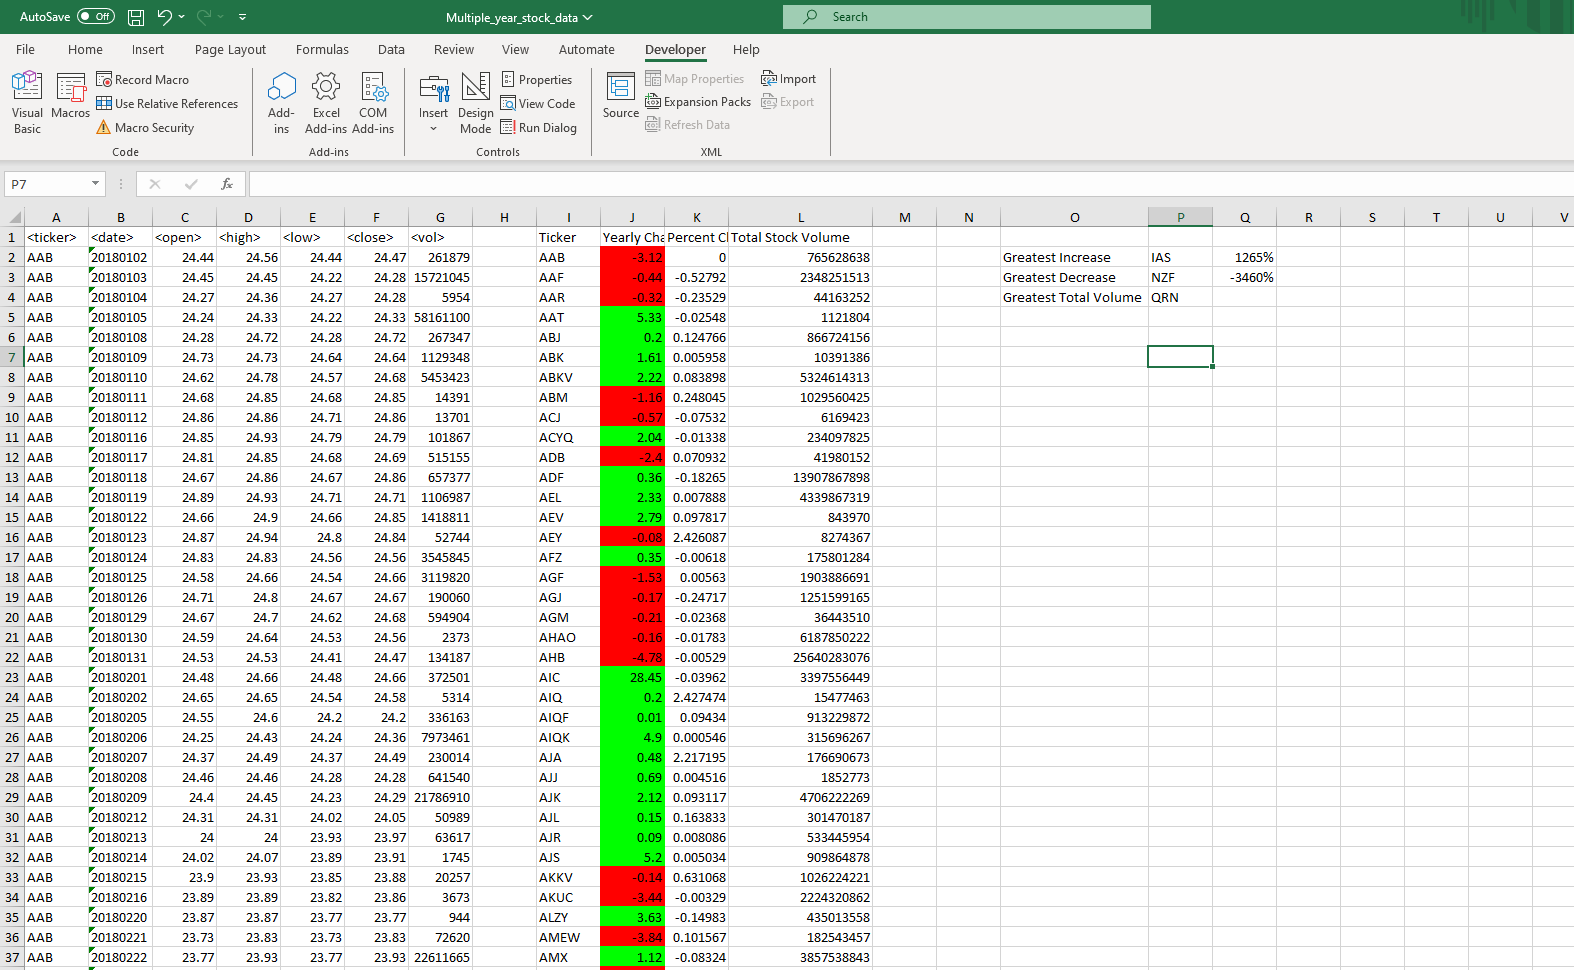 AutoSave Off Multiple_year_stock_data Search
File Home Insert Page Layout Formulas Data Review View Automate Developer Help
Visual Basic Macros Record Macro Use Relative References Macro Security Code
Add-ins Excel Add-ins COM Add-ins Add-ins
Insert Design Mode Properties View Code Run Dialog Controls
Source Map Properties Expansion Packs Refresh Data Import Export XML
P7 fx
A B C D E F G H I J K L M N O P Q R S T U V
1 <ticker> <date> <open> <high> <low> <close> <vol> Ticker Yearly Cha Percent C Total Stock Volume
2 AAB 20180102 24.44 24.56 24.44 24.47 261879 AAB -3.12 0 765628638 Greatest Increase IAS 1265%
3 AAB 20180103 24.45 24.45 24.22 24.28 15721045 AAF -0.44 -0.52792 2348251513 Greatest Decrease NZF -3460%
4 AAB 20180104 24.27 24.36 24.27 24.28 5954 AAR -0.32 -0.23529 44163252 Greatest Total Volume QRN
5 AAB 20180105 24.24 24.33 24.22 24.33 58161100 AAT 5.33 -0.02548 1121804
6 AAB 20180108 24.28 24.72 24.28 24.72 267347 ABJ 0.2 0.124766 866724156
7 AAB 20180109 24.73 24.73 24.64 24.64 1129348 ABK 1.61 0.005958 10391386
8 AAB 20180110 24.62 24.78 24.57 24.68 5453423 ABKV 2.22 0.083898 5324614313
9 AAB 20180111 24.68 24.85 24.68 24.85 14391 ABM -1.16 0.248045 1029560425
10 AAB 20180112 24.86 24.86 24.71 24.86 13701 ACJ -0.57 -0.07532 6169423
11 AAB 20180116 24.85 24.93 24.79 24.79 101867 ACYQ 2.04 -0.01338 234097825
12 AAB 20180117 24.81 24.85 24.68 24.69 515155 ADB -2.4 0.070932 41980152
13 AAB 20180118 24.67 24.86 24.67 24.86 657377 ADF 0.36 -0.18265 13907867898
14 AAB 20180119 24.89 24.93 24.71 24.71 1106987 AEL 2.33 0.007888 4339867319
15 AAB 20180122 24.66 24.9 24.66 24.85 1418811 AEV 2.79 0.097817 843970
16 AAB 20180123 24.87 24.94 24.8 24.84 52744 AEY -0.08 2.426087 8274367
17 AAB 20180124 24.83 24.83 24.56 24.56 3545845 AFZ 0.35 -0.00618 175801284
18 AAB 20180125 24.58 24.66 24.54 24.66 3119820 AGF -1.53 0.00563 1903886691
19 AAB 20180126 24.71 24.8 24.67 24.67 190060 AGJ -0.17 -0.24717 1251599165
20 AAB 20180129 24.67 24.7 24.62 24.68 594904 AGM -0.21 -0.02368 36443510
21 AAB 20180130 24.59 24.64 24.53 24.56 2373 AHAO -0.16 -0.01783 6187850222
22 AAB 20180131 24.53 24.53 24.41 24.47 134187 AHB -4.78 -0.00529 25640283076
23 AAB 20180201 24.48 24.66 24.48 24.66 372501 AIC 28.45 -0.03962 3397556449
24 AAB 20180202 24.65 24.65 24.54 24.58 5314 AIQ 0.2 2.427474 15477463
25 AAB 20180205 24.55 24.6 24.2 24.2 336163 AIQF 0.01 0.09434 913229872
26 AAB 20180206 24.25 24.43 24.24 24.36 7973461 AIQK 4.9 0.000546 315696267
27 AAB 20180207 24.37 24.49 24.37 24.49 230014 AJA 0.48 2.217195 176690673
28 AAB 20180208 24.46 24.46 24.28 24.28 641540 AJJ 0.69 0.004516 1852773
29 AAB 20180209 24.4 24.45 24.23 24.29 21786910 AJK 2.12 0.093117 4706222269
30 AAB 20180212 24.31 24.31 24.02 24.05 50989 AJL 0.15 0.163833 301470187
31 AAB 20180213 24 24 23.93 23.97 63617 AJR 0.09 0.008086 533445954
32 AAB 20180214 24.02 24.07 23.89 23.91 1745 AJS 5.2 0.005034 909864878
33 AAB 20180215 23.9 23.93 23.85 23.88 20257 AKKV -0.14 0.631068 1026224221
34 AAB 20180216 23.89 23.89 23.82 23.86 3673 AKUC -3.44 -0.00329 2224320862
35 AAB 20180220 23.87 23.87 23.77 23.77 944 ALZY 3.63 -0.14983 435013558
36 AAB 20180221 23.73 23.83 23.73 23.83 72620 AMEW -3.84 0.101567 182543457
37 AAB 20180222 23.77 23.93 23.77 23.93 22611665 AMX 1.12 -0.08324 3857538843